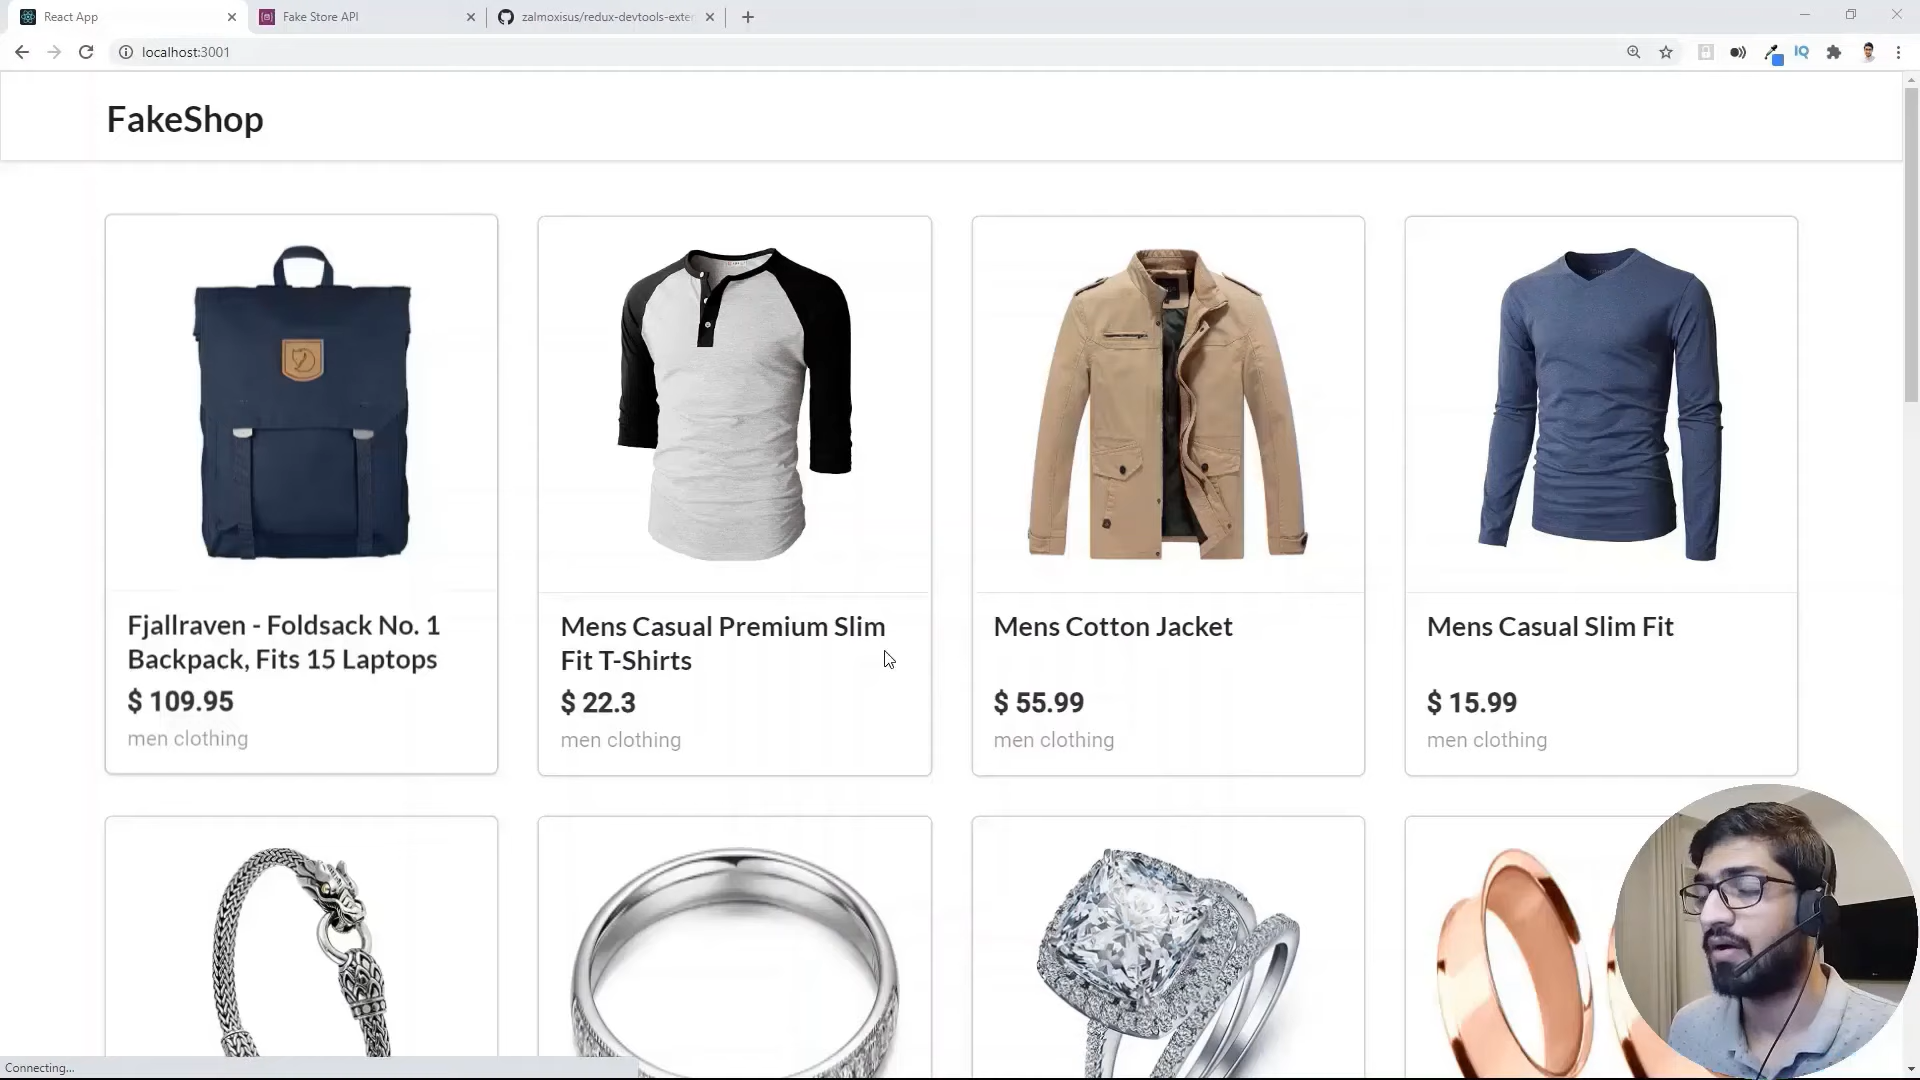 React App
Fake Store API
zalmoxisus/redux-devtools-exter
localhost:3001
IQ
FakeShop
Fjallraven - Foldsack No. 1
Backpack, Fits 15 Laptops
$ 109.95
men clothing
Mens Casual Premium Slim
Fit T-Shirts
$ 22.3
men clothing
Mens Cotton Jacket
$ 55.99
men clothing
Mens Casual Slim Fit
$ 15.99
men clothing
Connecting...